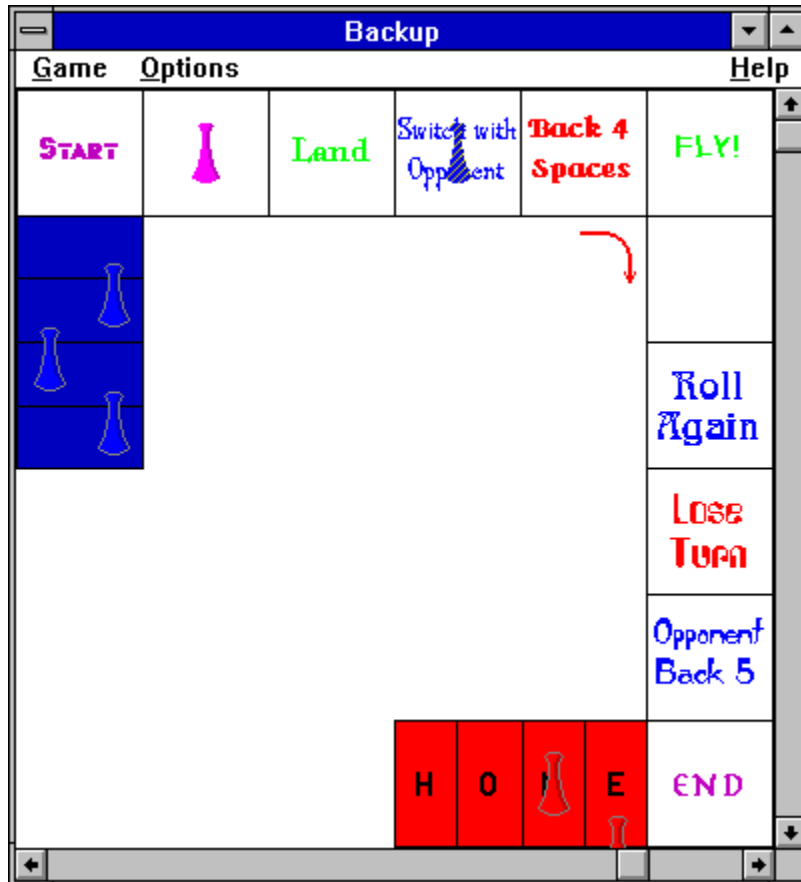 Backup
Game Options Help
START
Land
Switch with
Opponent
Back 4
Spaces
FLY!
Roll
Again
Lose
Turn
Opponent
Back 5
H O M E
END